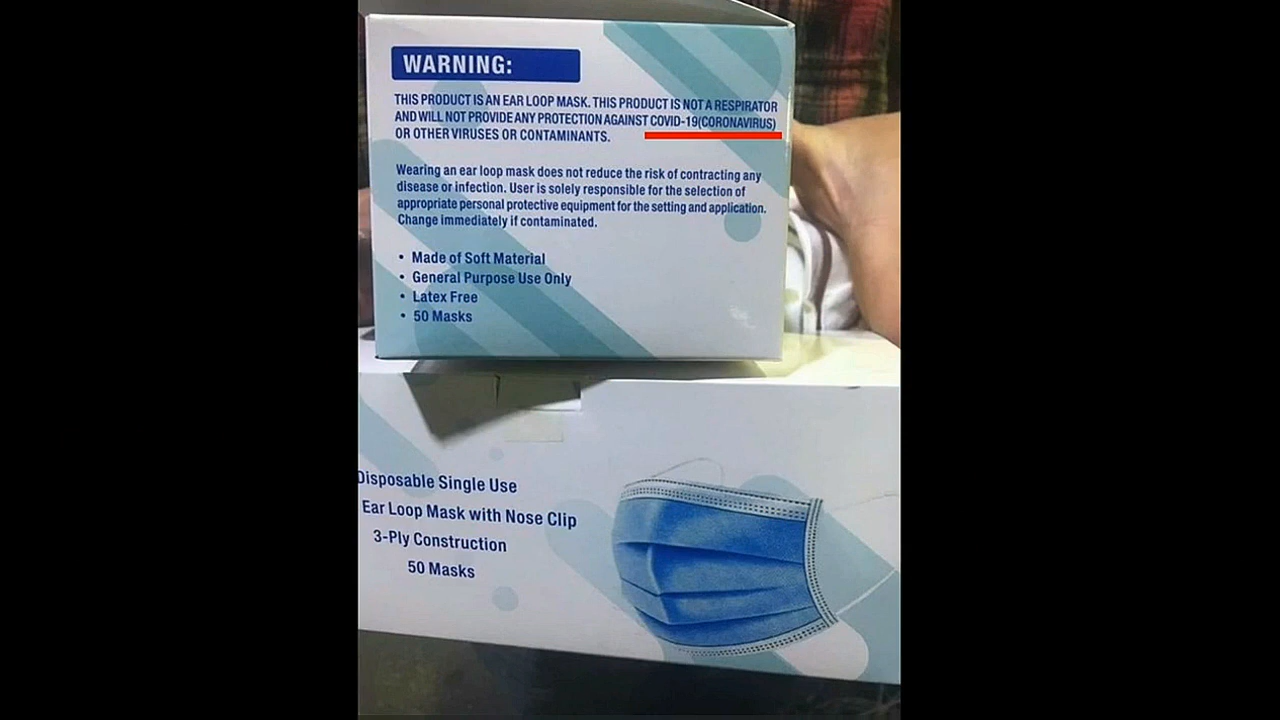 WARNING:
THIS PRODUCT IS AN EAR LOOP MASK. THIS PRODUCT IS NOT A RESPIRATOR
AND WILL NOT PROVIDE ANY PROTECTION AGAINST COVID-19(CORONAVIRUS)
OR OTHER VIRUSES OR CONTAMINANTS.
Wearing an ear loop mask does not reduce the risk of contracting any
disease or infection. User is solely responsible for the selection of
appropriate personal protective equipment for the setting and application.
Change immediately if contaminated.
• Made of Soft Material
• General Purpose Use Only
• Latex Free
• 50 Masks
Disposable Single Use
Ear Loop Mask with Nose Clip
3-Ply Construction
50 Masks